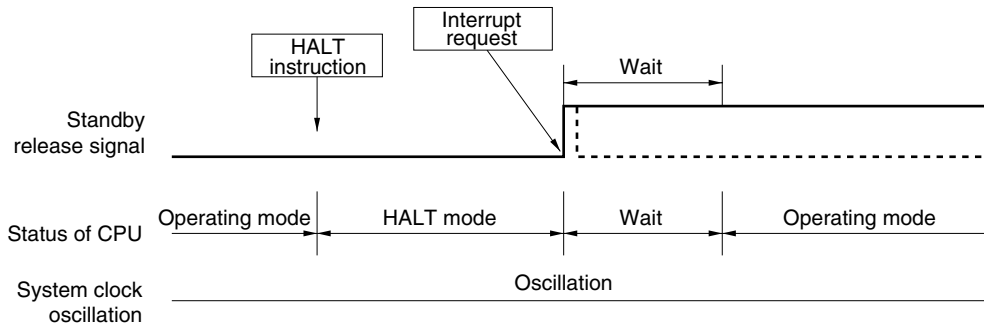 Interrupt
request
HALT
instruction
Wait
Standby
release signal
Operating mode
HALT mode
Wait
Operating mode
Status of CPU
Oscillation
System clock
oscillation